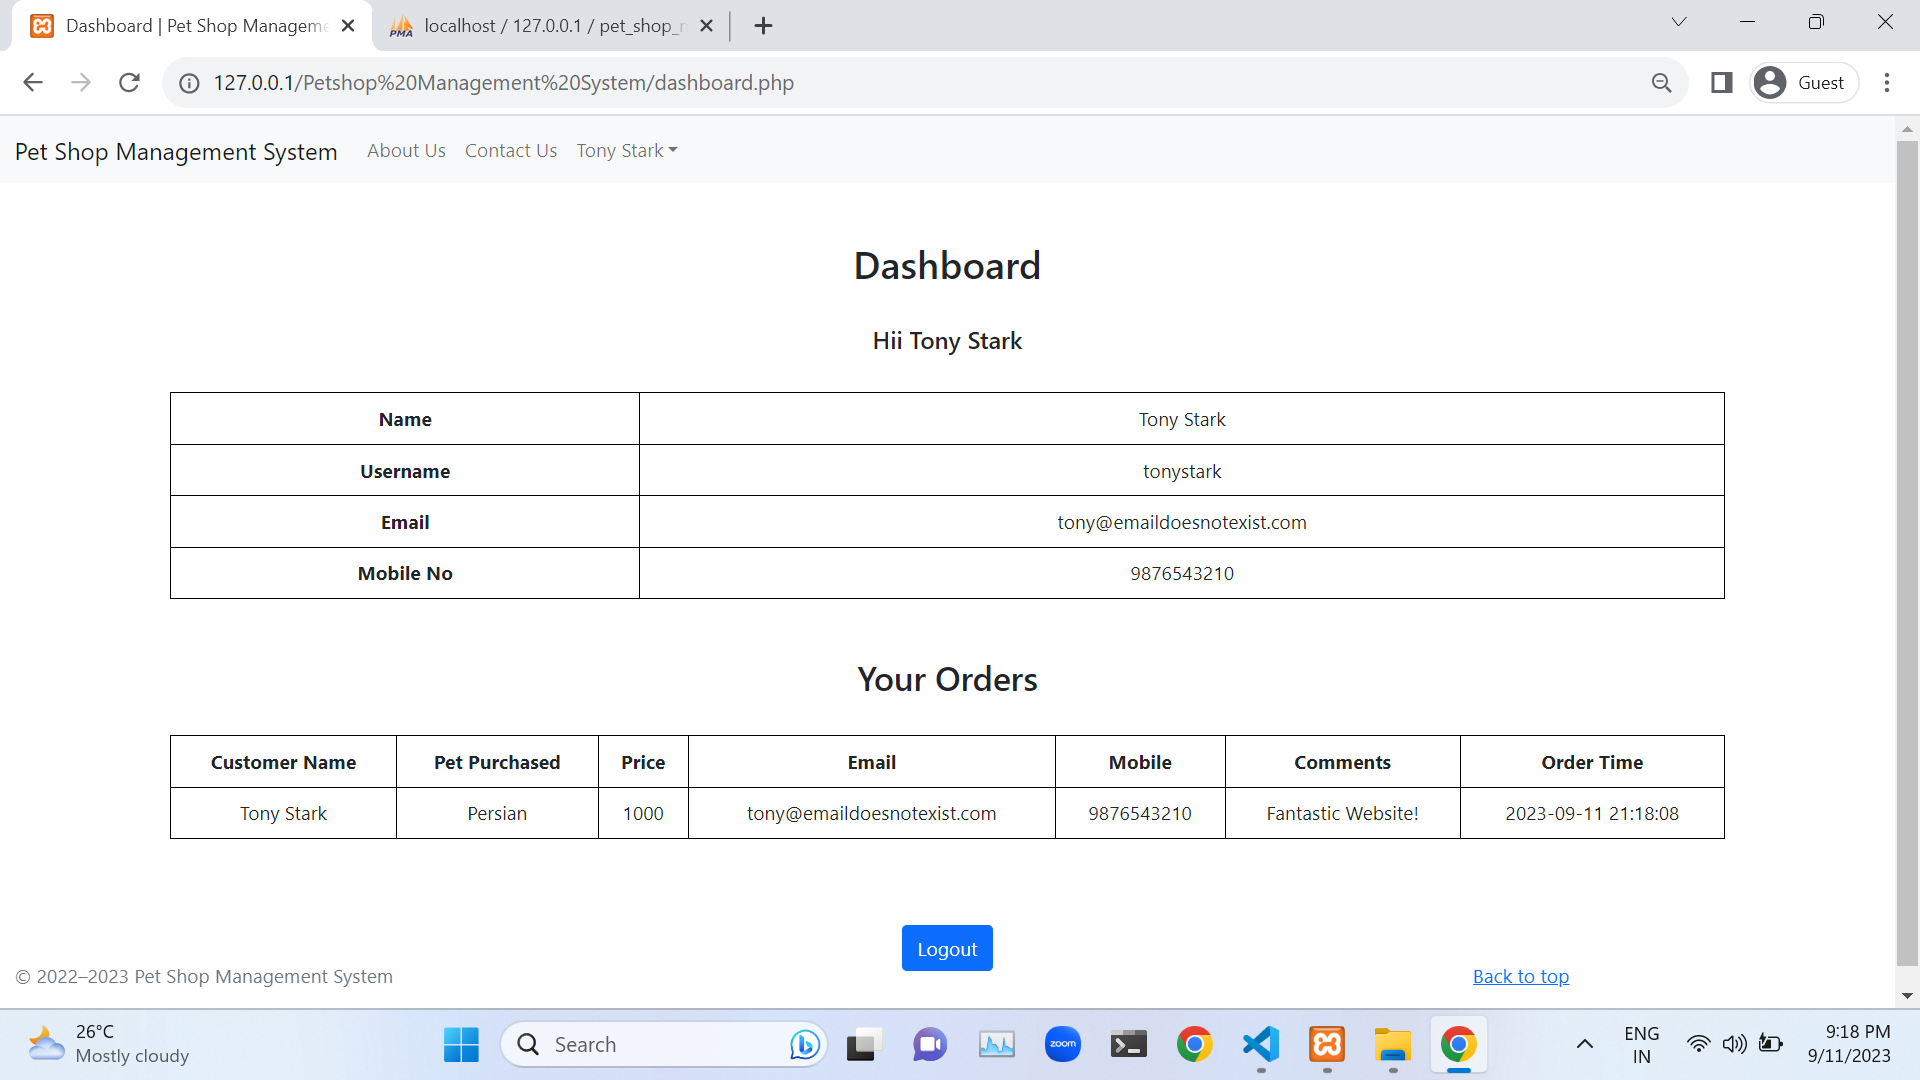 Dashboard | Pet Shop Manageme
localhost / 127.0.0.1 / pet_shop_
127.0.0.1/Petshop%20Management%20System/dashboard.php
Guest
Pet Shop Management System About Us Contact Us Tony Stark
Dashboard
Hii Tony Stark
Name Tony Stark
Username tonystark
Email tony@emaildoesnotexist.com
Mobile No 9876543210
Your Orders
Customer Name Pet Purchased Price Email Mobile Comments Order Time
Tony Stark Persian 1000 tony@emaildoesnotexist.com 9876543210 Fantastic Website! 2023-09-11 21:18:08
Logout
© 2022–2023 Pet Shop Management System
Back to top
26°C
Mostly cloudy
Search
zoom
ENG
IN
9:18 PM
9/11/2023
PMA